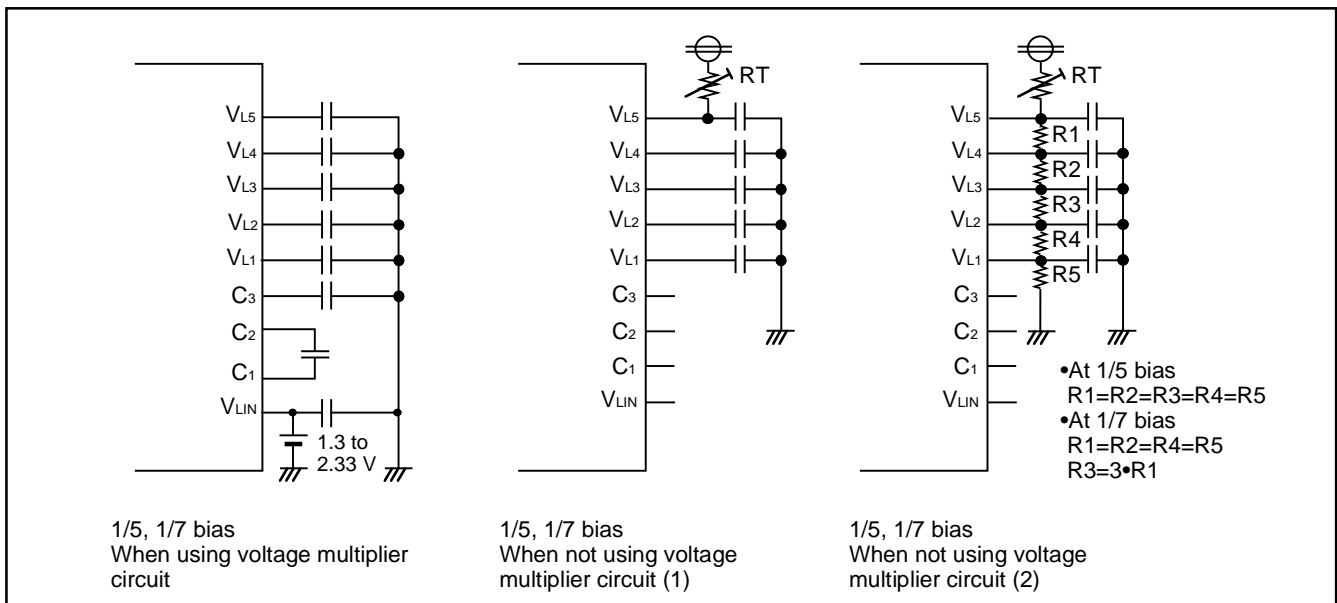 VL5
VL4
VL3
VL2
VL1
C3
C2
C1
VLIN
1.3 to
2.33 V
1/5, 1/7 bias
When using voltage multiplier
circuit
RT
VL5
VL4
VL3
VL2
VL1
C3
C2
C1
VLIN
1/5, 1/7 bias
When not using voltage
multiplier circuit (1)
RT
VL5
R1
VL4
R2
VL3
R3
VL2
R4
VL1
R5
C3
C2
C1
VLIN
•At 1/5 bias
R1=R2=R3=R4=R5
•At 1/7 bias
R1=R2=R4=R5
R3=3•R1
1/5, 1/7 bias
When not using voltage
multiplier circuit (2)